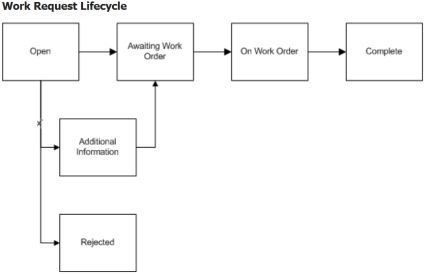 Work Request Lifecycle
Open
Awaiting Work
Order
On Work Order
Complete
x
Additional
Information
Rejected